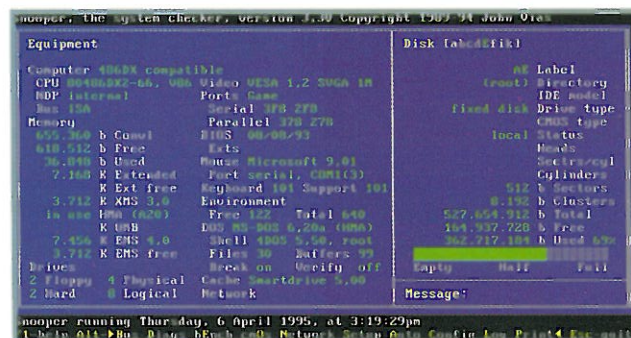 snooper, the system checker, version 3.30 Copyright 1989-94 John Vias
Equipment
Computer 486DX compatible
CPU 80486DX2-66, V86 Video VESA 1,2 SVGA 1M
NDP internal Ports Game
Bus ISA Serial 3F8 2F8
Memory Parallel 378 278
655.360 b Convl BIOS 08/08/93
618.512 b Free Exts
36.848 b Used Mouse Microsoft 9.01
7.168 K Extended Port serial, COM1(3)
K Ext free Keyboard 101 Support 101
3.712 K XMS 3,0 Environment
in use HMA (A20) Free 122 Total 640
K UMB DOS MS-DOS 6,20a (HMA)
7.456 K EMS 4.0 Shell 4DOS 5,50, root
3.712 K EMS free Files 30 Buffers 99
Drives Break on Verify off
2 Floppy 4 Physical Cache Smartdrive 5,00
2 Hard 8 Logical Network
Disk [abcdEfik]
Label
(root) Directory
IDE model
fixed disk Drive type
CMOS type
local Status
Heads
Sectrs/cyl
Cylinders
512 b Sectors
8.192 b Clusters
527.654.912 b Total
164.937.728 b Free
362.717.184 b Used 69%
Empty Half Full
Message:
snooper running Thursday, 6 April 1995, at 3:19:29pm
1-help Alt Bus Diags bEnch cmOs Network Setup Auto Config Log Print Esc-quit